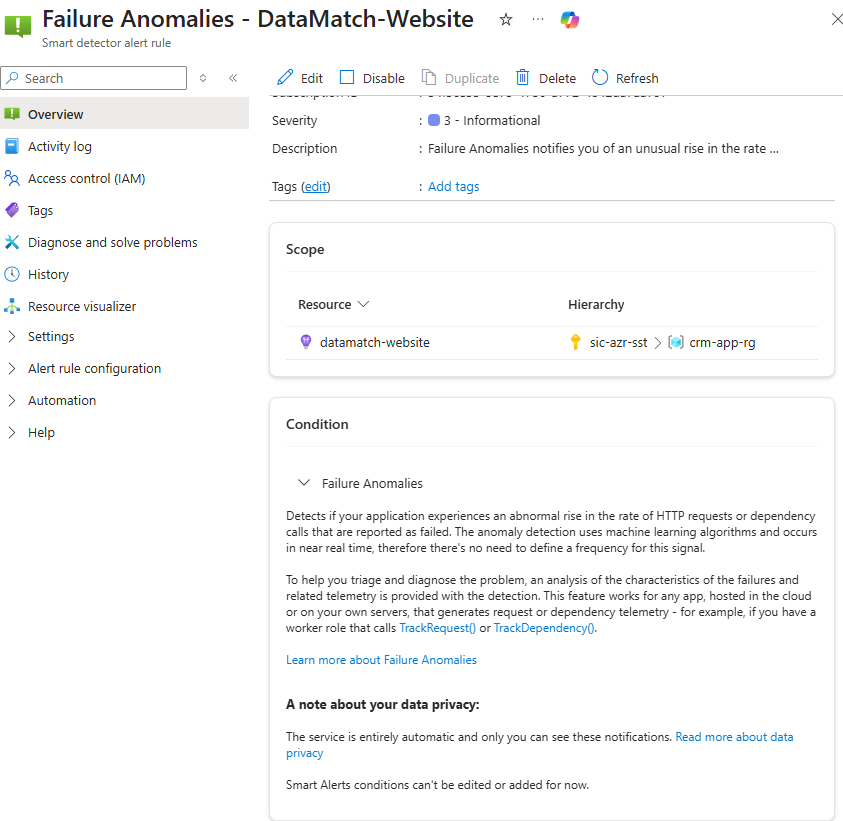 Failure Anomalies - DataMatch-Website
Smart detector alert rule
Search
Edit
Disable
Duplicate
Delete
Refresh
Overview
Activity log
Access control (IAM)
Tags
Diagnose and solve problems
History
Resource visualizer
Settings
Alert rule configuration
Automation
Help
Severity : 3 - Informational
Description : Failure Anomalies notifies you of an unusual rise in the rate ...
Tags (edit) : Add tags
Scope
Resource Hierarchy
datamatch-website sic-azr-sst > crm-app-rg
Condition
Failure Anomalies
Detects if your application experiences an abnormal rise in the rate of HTTP requests or dependency
calls that are reported as failed. The anomaly detection uses machine learning algorithms and occurs
in near real time, therefore there's no need to define a frequency for this signal.
To help you triage and diagnose the problem, an analysis of the characteristics of the failures and
related telemetry is provided with the detection. This feature works for any app, hosted in the cloud
or on your own servers, that generates request or dependency telemetry - for example, if you have a
worker role that calls TrackRequest() or TrackDependency().
Learn more about Failure Anomalies
A note about your data privacy:
The service is entirely automatic and only you can see these notifications. Read more about data
privacy
Smart Alerts conditions can't be edited or added for now.